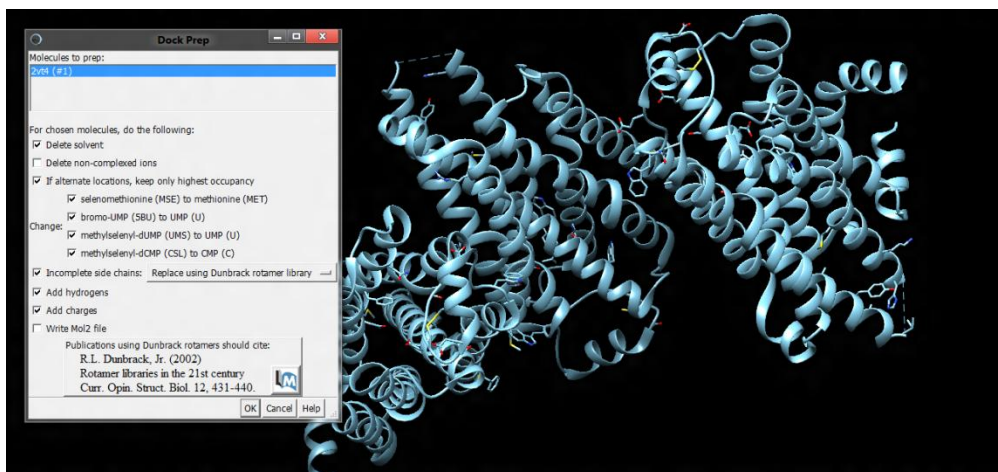 Dock Prep
Molecules to prep:
2vt4 (#1)
For chosen molecules, do the following:
Delete solvent
Delete non-complexed ions
If alternate locations, keep only highest occupancy
selenomethionine (MSE) to methionine (MET)
bromo-UMP (5BU) to UMP (U)
Change:
methylselenyl-dUMP (UMS) to UMP (U)
methylselenyl-dCMP (CSL) to CMP (C)
Incomplete side chains: Replace using Dunbrack rotamer library
Add hydrogens
Add charges
Write Mol2 file
Publications using Dunbrack rotamers should cite:
R.L. Dunbrack, Jr. (2002)
Rotamer libraries in the 21st century
Curr. Opin. Struct. Biol. 12, 431-440.
OK Cancel Help